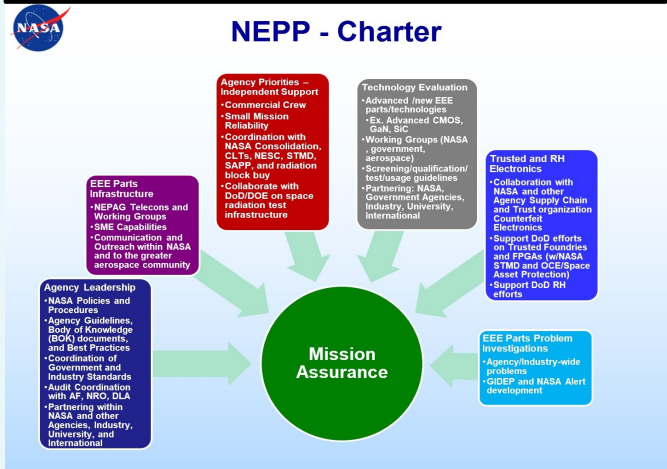 NASA
NEPP - Charter
Agency Leadership
•NASA Policies and
Procedures
•Agency Guidelines,
Body of Knowledge
(BOK) documents,
and Best Practices
•Coordination of
Government and
Industry Standards
•Audit Coordination
with AF, NRO, DLA
•Partnering within
NASA and other
Agencies, Industry,
University, and
International
EEE Parts
Infrastructure
•NEPAG Telecons and
Working Groups
•SME Capabilities
•Communication and
Outreach within NASA
and to the greater
aerospace community
Agency Priorities –
Independent Support
•Commercial Crew
•Small Mission
Reliability
•Coordination with
NASA Consolidation,
CLTs, NESC, STMD,
SAPP, and radiation
block buy
•Collaborate with
DoD/DOE on space
radiation test
infrastructure
Technology Evaluation
•Advanced /new EEE
parts/technologies
•Ex. Advanced CMOS,
GaN, SiC
•Working Groups (NASA
, government,
aerospace)
•Screening/qualification/
test/usage guidelines
•Partnering: NASA,
Government Agencies,
Industry, University,
International
Trusted and RH
Electronics
•Collaboration with
NASA and other
Agency Supply Chain
and Trust organization
Counterfeit
Electronics
•Support DoD efforts
on Trusted Foundries
and FPGAs (w/NASA
STMD and OCE/Space
Asset Protection)
•Support DoD RH
efforts
EEE Parts Problem
Investigations
•Agency/Industry-wide
problems
•GIDEP and NASA Alert
development
Mission
Assurance